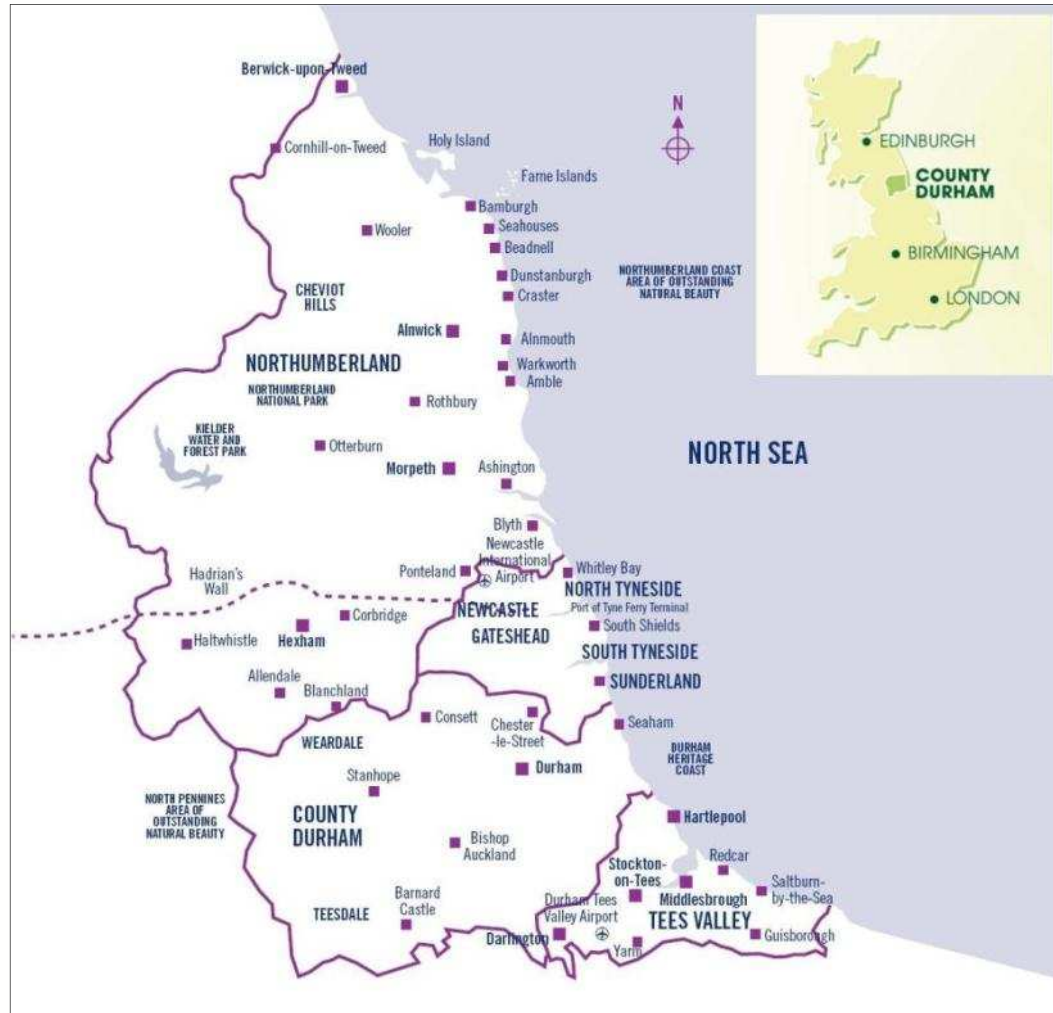 Berwick-upon-Tweed
N
Cornhill-on-Tweed
Holy Island
Farne Islands
Bamburgh
Seahouses
Wooler
Beadnell
Dunstanburgh
NORTHUMBERLAND COAST
AREA OF OUTSTANDING
NATURAL BEAUTY
CHEVIOT
HILLS
Craster
Alnwick
Alnmouth
NORTHUMBERLAND
Warkworth
Amble
NORTHUMBERLAND
NATIONAL PARK
Rothbury
KIELDER
WATER AND
FOREST PARK
Otterburn
NORTH SEA
Morpeth
Ashington
Blyth
Newcastle
International
Airport
Ponteland
Whitley Bay
Hadrian's
Wall
NORTH TYNESIDE
NEWCASTLE
Port of Tyne Ferry Terminal
Corbridge
South Shields
Hexham
GATESHEAD
Haltwhistle
SOUTH TYNESIDE
Allendale
SUNDERLAND
Blanchland
Consett
Chester
-le-Street
Seaham
WEARDALE
DURHAM
HERITAGE
COAST
Durham
Stanhope
NORTH PENNINES
AREA OF
OUTSTANDING
NATURAL BEAUTY
COUNTY
DURHAM
Hartlepool
Bishop
Auckland
Stockton-
on-Tees
Redcar
Barnard
Castle
Durham Tees
Valley Airport
Middlesbrough
Saltburn-
by-the-Sea
TEESDALE
TEES VALLEY
Darlington
Yarm
Guisborough
EDINBURGH
COUNTY
DURHAM
BIRMINGHAM
LONDON